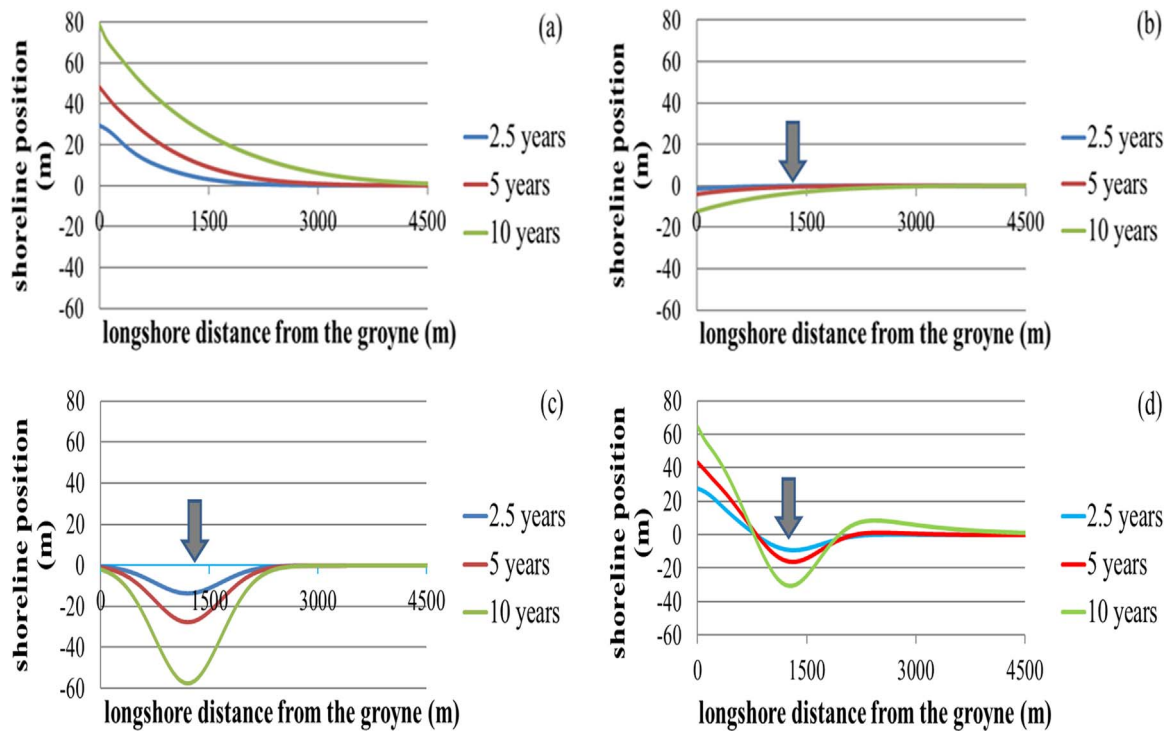 (a)
80
60
40
20
0
-20
-40
-60
0 1500 3000 4500
shoreline position
(m)
longshore distance from the groyne (m)
2.5 years
5 years
10 years
(b)
80
60
40
20
0
-20
-40
-60
0 1500 3000 4500
shoreline position
(m)
longshore distance from the groyne (m)
2.5 years
5 years
10 years
(c)
80
60
40
20
0
-20
-40
-60
0 1500 3000 4500
shoreline position
(m)
longshore distance from the groyne (m)
2.5 years
5 years
10 years
(d)
80
60
40
20
0
-20
-40
-60
0 1500 3000 4500
shoreline position
(m)
longshore distance from the groyne (m)
2.5 years
5 years
10 years